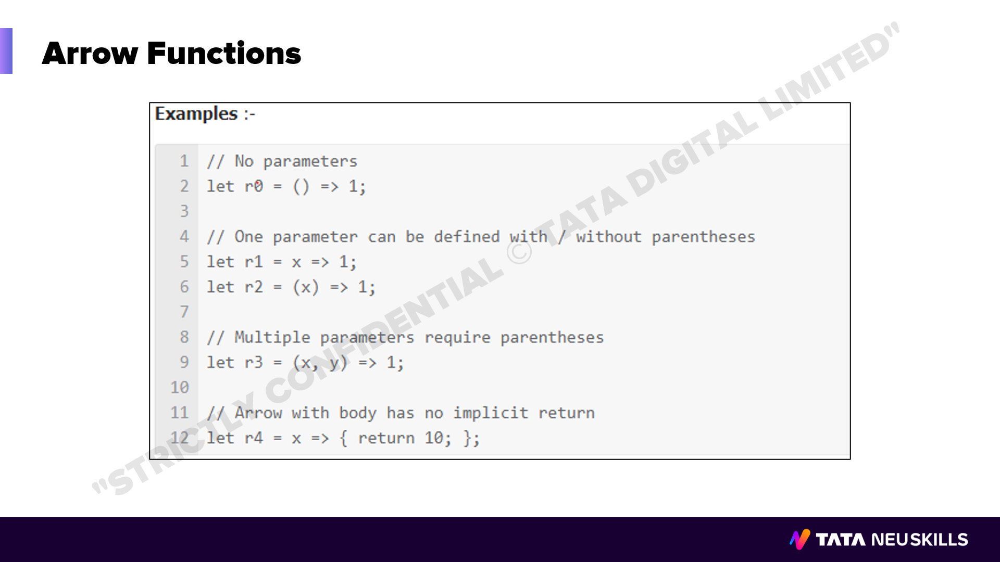 Arrow Functions
Examples :-
1 // No parameters
2 let r0 = () => 1;
3
4 // One parameter can be defined with / without parentheses
5 let r1 = x => 1;
6 let r2 = (x) => 1;
7
8 // Multiple parameters require parentheses
9 let r3 = (x, y) => 1;
10
11 // Arrow with body has no implicit return
12 let r4 = x => { return 10; };
"STRICTLY CONFIDENTIAL © TATA DIGITAL LIMITED"
TATA NEUSKILLS